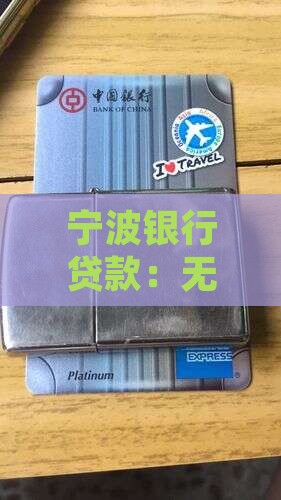 中国银行
BANK OF CHINA
I TRAVEL
宁波银行
贷款：无
Platinum
EXPRESS